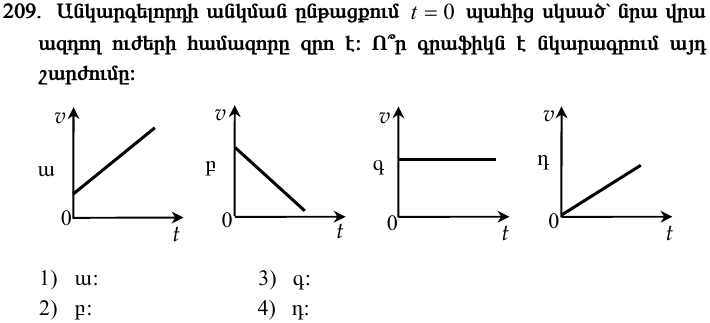 209. Անկարգելորդի անկման ընթացքում t = 0 պահից սկսած՝ նրա վրա
ազդող ուժերի համազորը զրո է: Ո՞ր գրաֆիկն է նկարագրում այդ
շարժումը:
v v v v
ա բ գ դ
0 t 0 t 0 t 0 t
1) ա: 3) գ:
2) բ: 4) դ: